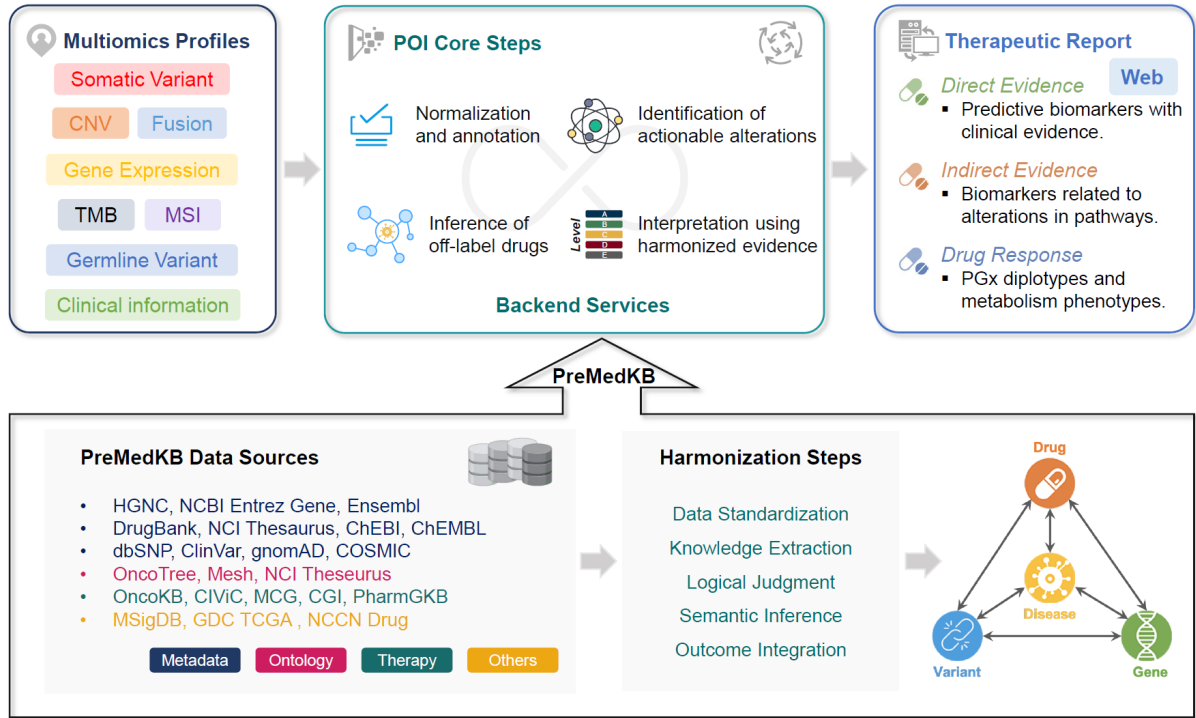 Multiomics Profiles
Somatic Variant
CNV
Fusion
Gene Expression
TMB
MSI
Germline Variant
Clinical information
POI Core Steps
Normalization
and annotation
Identification of
actionable alterations
Inference of
off-label drugs
Level
A
B
C
D
E
Interpretation using
harmonized evidence
Backend Services
Therapeutic Report
Web
Direct Evidence
▪ Predictive biomarkers with
clinical evidence.
Indirect Evidence
▪ Biomarkers related to
alterations in pathways.
Drug Response
▪ PGx diplotypes and
metabolism phenotypes.
PreMedKB
PreMedKB Data Sources
• HGNC, NCBI Entrez Gene, Ensembl
• DrugBank, NCI Thesaurus, ChEBI, ChEMBL
• dbSNP, ClinVar, gnomAD, COSMIC
• OncoTree, Mesh, NCI Theseurus
• OncoKB, CIViC, MCG, CGI, PharmGKB
• MSigDB, GDC TCGA , NCCN Drug
Metadata
Ontology
Therapy
Others
Harmonization Steps
Data Standardization
Knowledge Extraction
Logical Judgment
Semantic Inference
Outcome Integration
Drug
Disease
Variant
Gene